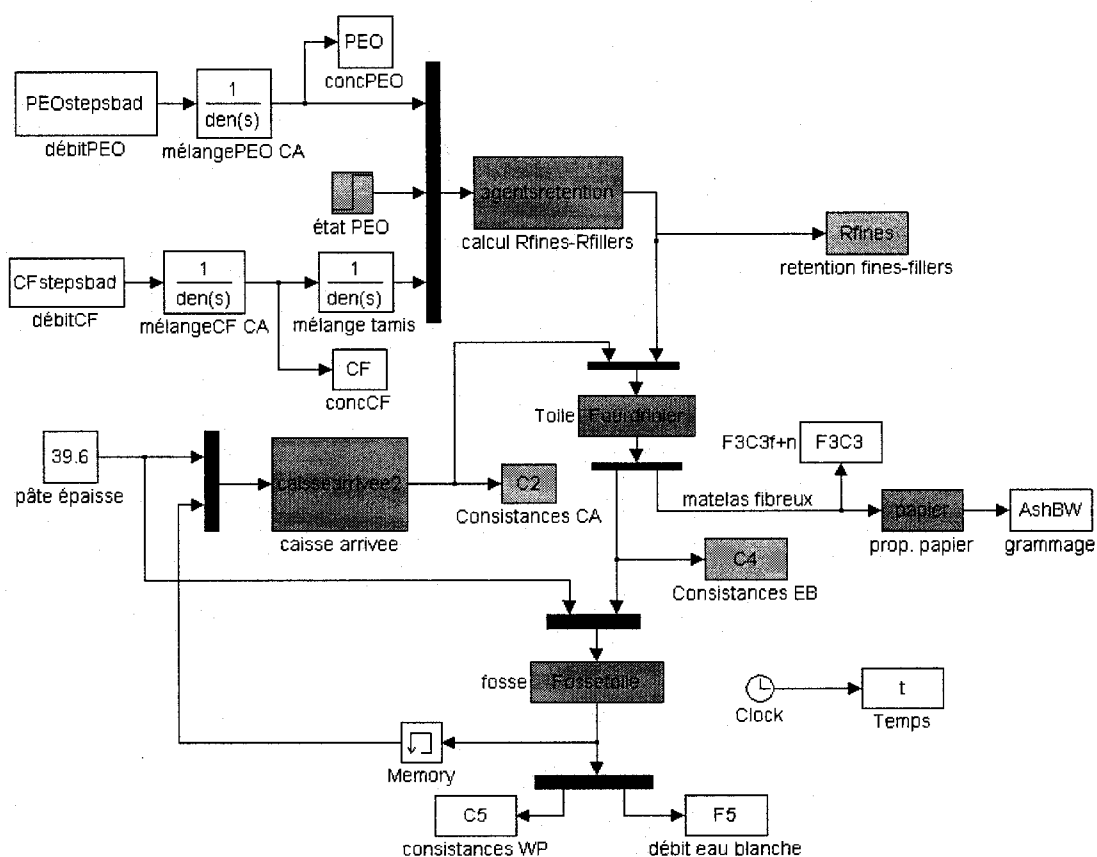 PEO
concPEO
PEOstepsbad
débitPEO
1
den(s)
mélangePEO CA
état PEO
agentsretention
calcul Rfines-Rfillers
Rfines
retention fines-fillers
CFstepsbad
débitCF
1
den(s)
mélangeCF CA
1
den(s)
mélange tamis
CF
concCF
Toile
Fourdrinier
39.6
pâte épaisse
caissearrivee2
caisse arrivee
C2
Consistances CA
F3C3f+n
F3C3
matelas fibreux
papier
prop. papier
AshBW
grammage
C4
Consistances EB
fosse
Fossetoile
Clock
t
Temps
Memory
C5
consistances WP
F5
débit eau blanche